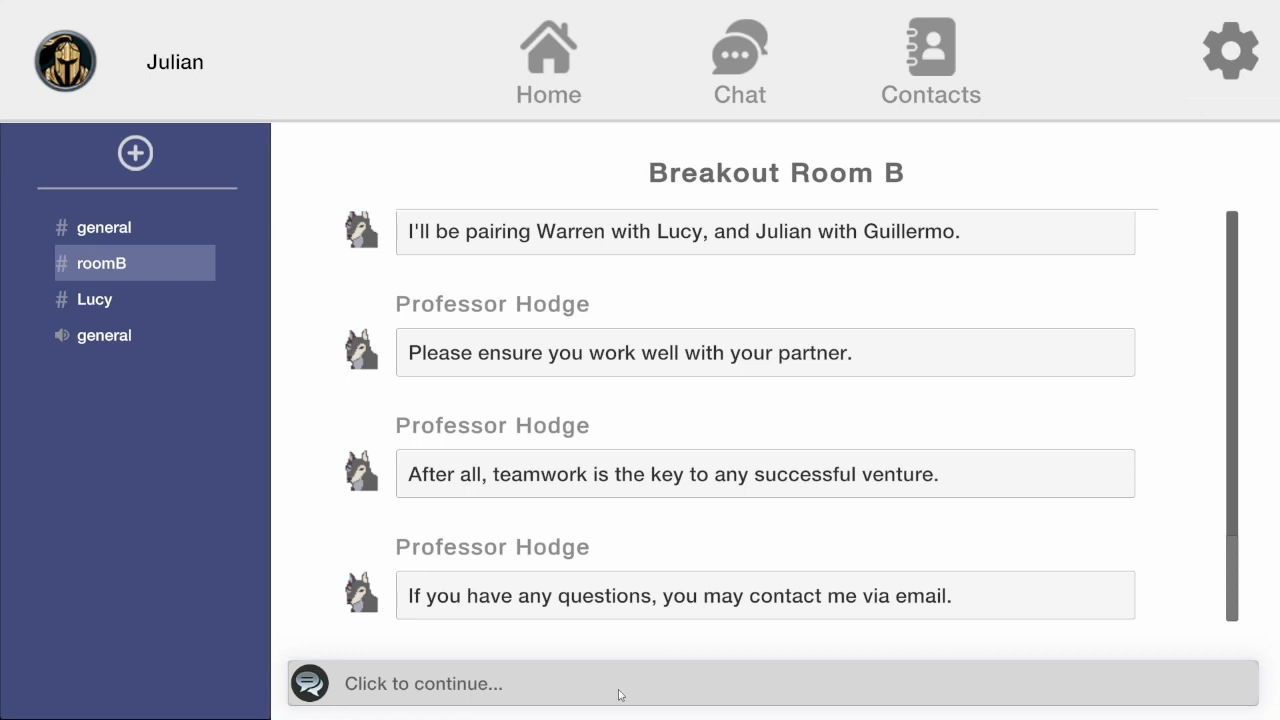 Julian
Home
Chat
Contacts
# general
# roomB
# Lucy
general
Breakout Room B
I'll be pairing Warren with Lucy, and Julian with Guillermo.
Professor Hodge
Please ensure you work well with your partner.
Professor Hodge
After all, teamwork is the key to any successful venture.
Professor Hodge
If you have any questions, you may contact me via email.
Click to continue...